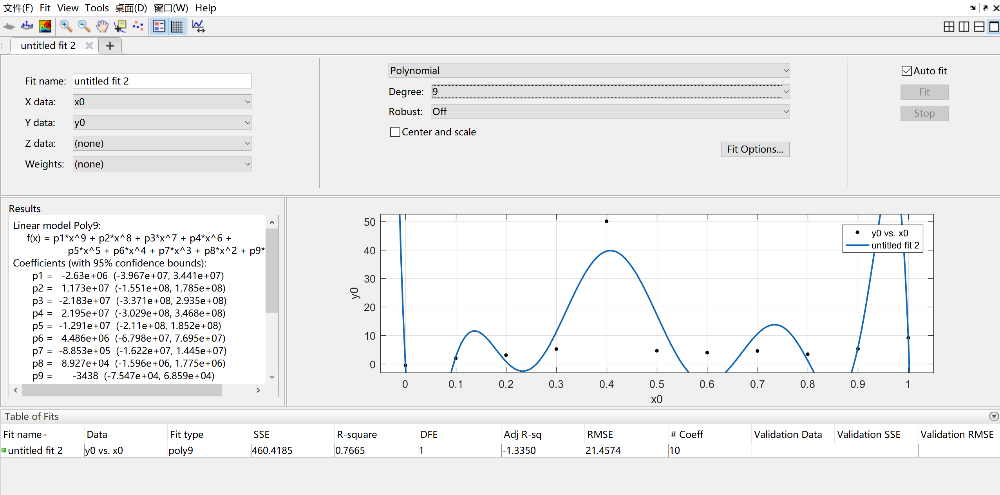 文件(F) Fit View Tools 桌面(D) 窗口(W) Help
untitled fit 2
Fit name: untitled fit 2
X data: x0
Y data: y0
Z data: (none)
Weights: (none)
Polynomial
Degree: 9
Robust: Off
Center and scale
Fit Options...
Auto fit
Fit
Stop
Results
Linear model Poly9:
f(x) = p1*x^9 + p2*x^8 + p3*x^7 + p4*x^6 +
p5*x^5 + p6*x^4 + p7*x^3 + p8*x^2 + p9*
Coefficients (with 95% confidence bounds):
p1 = -2.63e+06 (-3.967e+07, 3.441e+07)
p2 = 1.173e+07 (-1.551e+08, 1.785e+08)
p3 = -2.183e+07 (-3.371e+08, 2.935e+08)
p4 = 2.195e+07 (-3.029e+08, 3.468e+08)
p5 = -1.291e+07 (-2.11e+08, 1.852e+08)
p6 = 4.486e+06 (-6.798e+07, 7.695e+07)
p7 = -8.853e+05 (-1.622e+07, 1.445e+07)
p8 = 8.927e+04 (-1.596e+06, 1.775e+06)
p9 = -3438 (-7.547e+04, 6.859e+04)
50
40
30
20
10
0
y0
0 0.1 0.2 0.3 0.4 0.5 0.6 0.7 0.8 0.9 1
x0
y0 vs. x0
untitled fit 2
Table of Fits
Fit name Data Fit type SSE R-square DFE Adj R-sq RMSE # Coeff Validation Data Validation SSE Validation RMSE
untitled fit 2 y0 vs. x0 poly9 460.4185 0.7665 1 -1.3350 21.4574 10